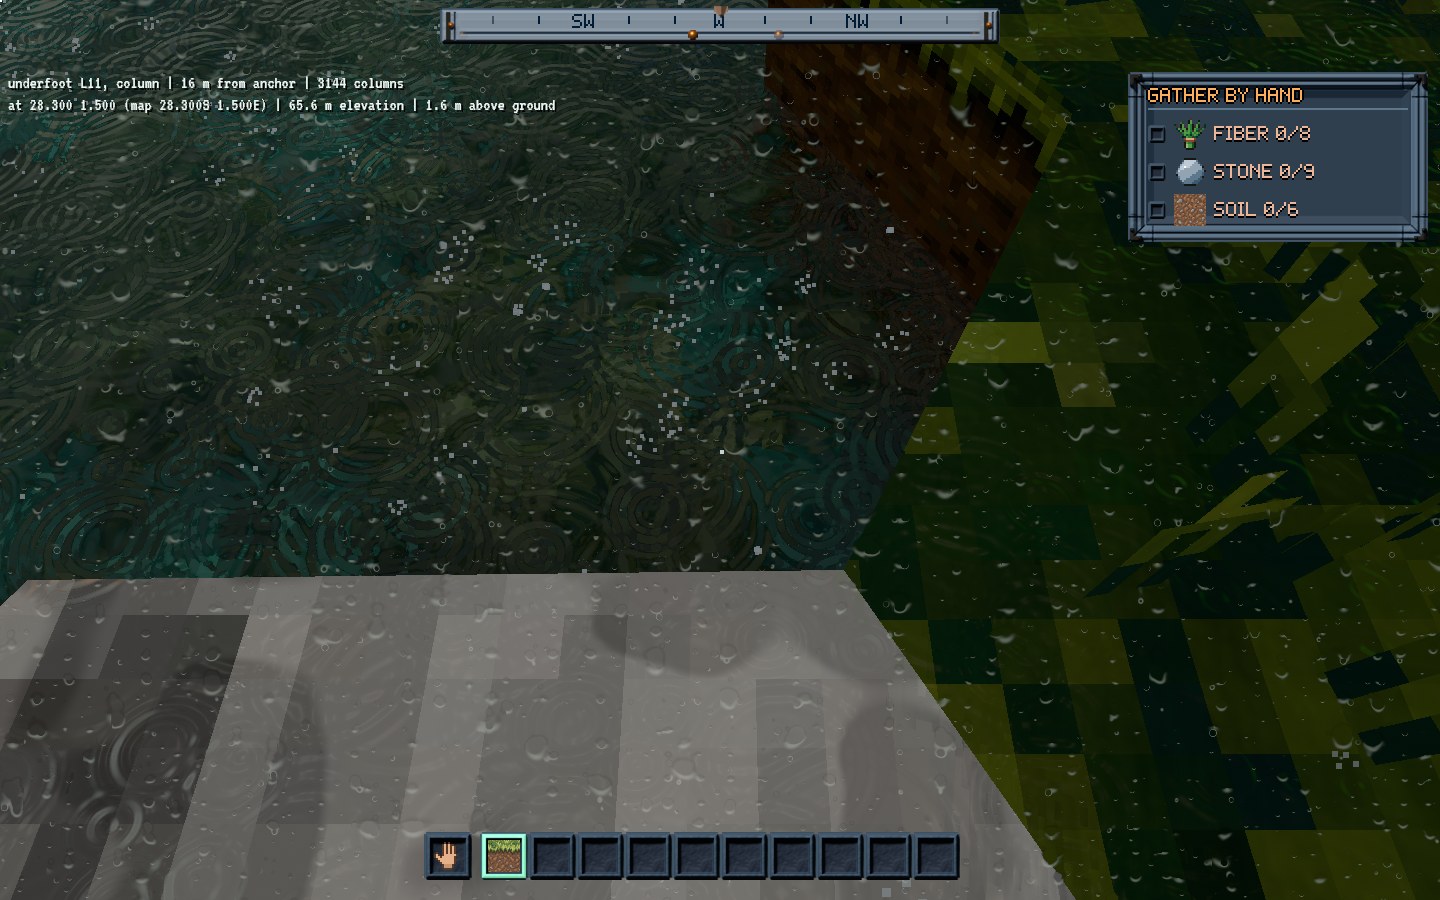 SW W NW
underfoot L11, column | 16 m from anchor | 3144 columns
at 28.300 1.500 (map 28.300S 1.500E) | 65.6 m elevation | 1.6 m above ground
GATHER BY HAND
FIBER 0/8
STONE 0/9
SOIL 0/6